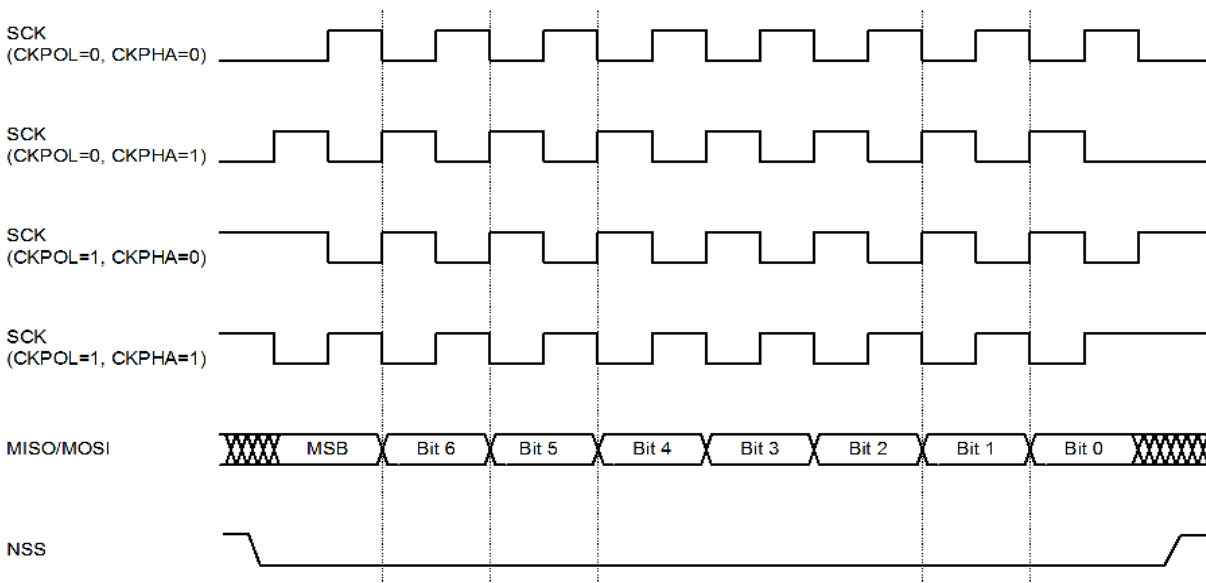 SCK
(CKPOL=0, CKPHA=0)
SCK
(CKPOL=0, CKPHA=1)
SCK
(CKPOL=1, CKPHA=0)
SCK
(CKPOL=1, CKPHA=1)
MISO/MOSI MSB Bit 6 Bit 5 Bit 4 Bit 3 Bit 2 Bit 1 Bit 0
NSS